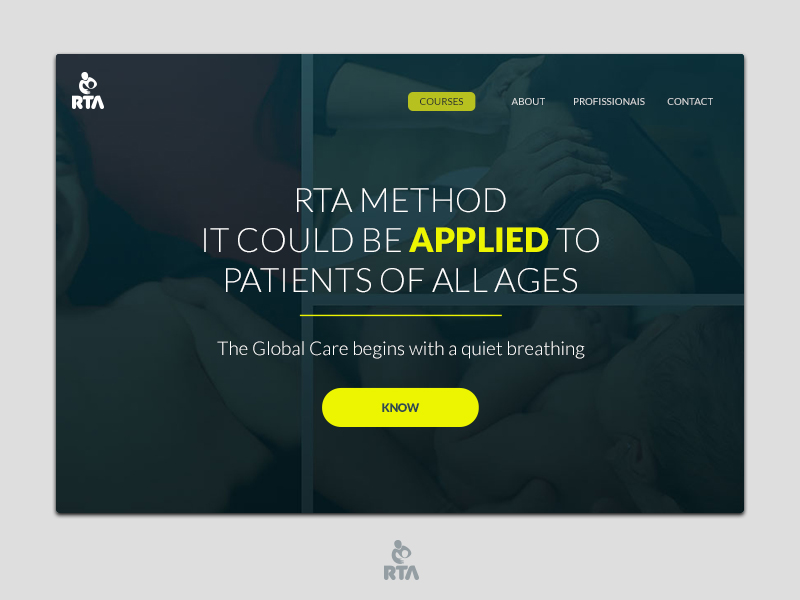 RTA
COURSES
ABOUT
PROFISSIONAIS
CONTACT
RTA METHOD
IT COULD BE APPLIED TO
PATIENTS OF ALL AGES
The Global Care begins with a quiet breathing
KNOW
RTA